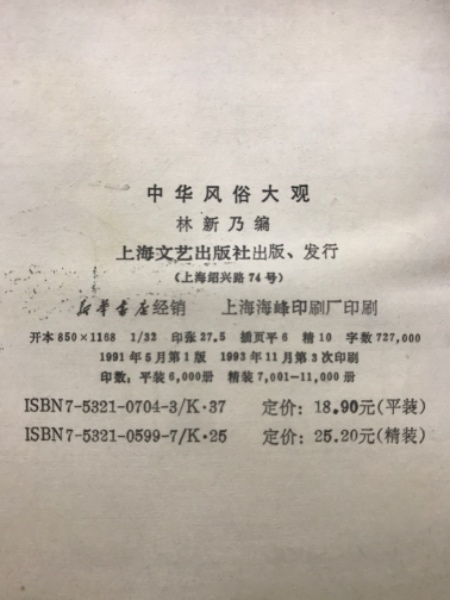 中华风俗大观
林新乃编
上海文艺出版社出版、发行
(上海绍兴路74号)
新华书店经销 上海海峰印刷厂印刷
开本850×1168 1/32 印张27.5 插页平6 精10 字数727,000
1991年5月第1版 1993年11月第3次印刷
印数:平装6,000册 精装7,001—11,000册
ISBN7-5321-0704-3/K·37 定价:18.90元(平装)
ISBN7-5321-0599-7/K·25 定价:25.20元(精装)